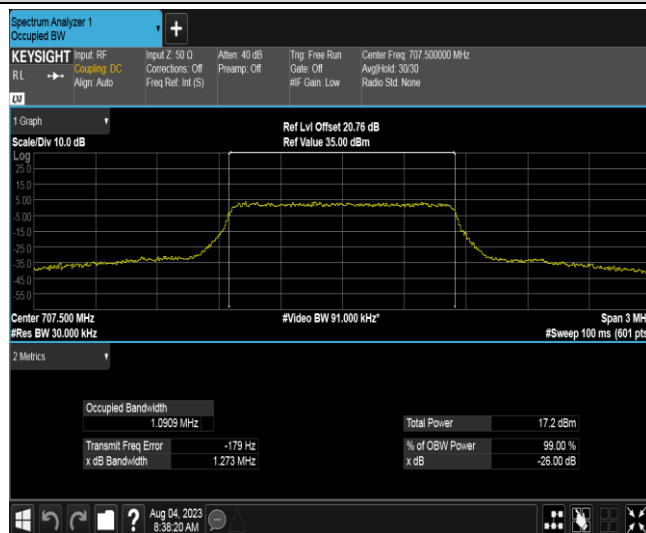 Spectrum Analyzer 1
Occupied BW
KEYSIGHT
RL
LXI
Input: RF
Coupling: DC
Align: Auto
Input Z: 50 Ω
Corrections: Off
Freq Ref: Int (S)
Atten: 40 dB
Preamp: Off
Trig: Free Run
Gate: Off
#IF Gain: Low
Center Freq: 707.500000 MHz
Avg|Hold: 30/30
Radio Std: None
1 Graph
Scale/Div 10.0 dB
Ref Lvl Offset 20.76 dB
Ref Value 35.00 dBm
Log
25.0
15.0
5.00
-5.00
-15.0
-25.0
-35.0
-45.0
-55.0
Center 707.500 MHz
#Video BW 91.000 kHz*
Span 3 MH
#Res BW 30.000 kHz
#Sweep 100 ms (601 pts
2 Metrics
Occupied Bandwidth
1.0909 MHz
Total Power 17.2 dBm
Transmit Freq Error -179 Hz
% of OBW Power 99.00 %
x dB Bandwidth 1.273 MHz
x dB -26.00 dB
?
Aug 04, 2023
8:38:20 AM